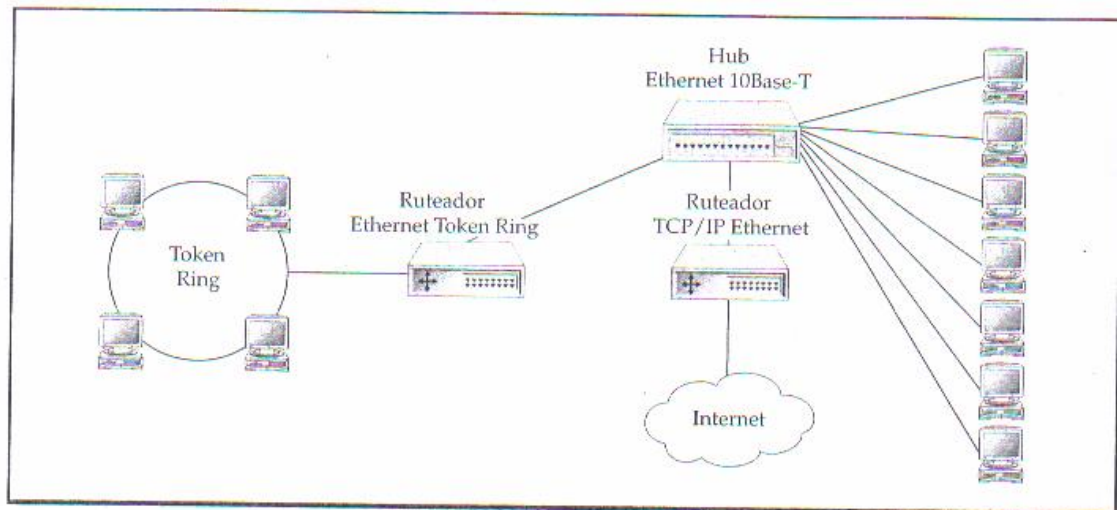 Hub
Ethernet 10Base-T
Ruteador
Ethernet Token Ring
Ruteador
TCP/IP Ethernet
Token
Ring
Internet